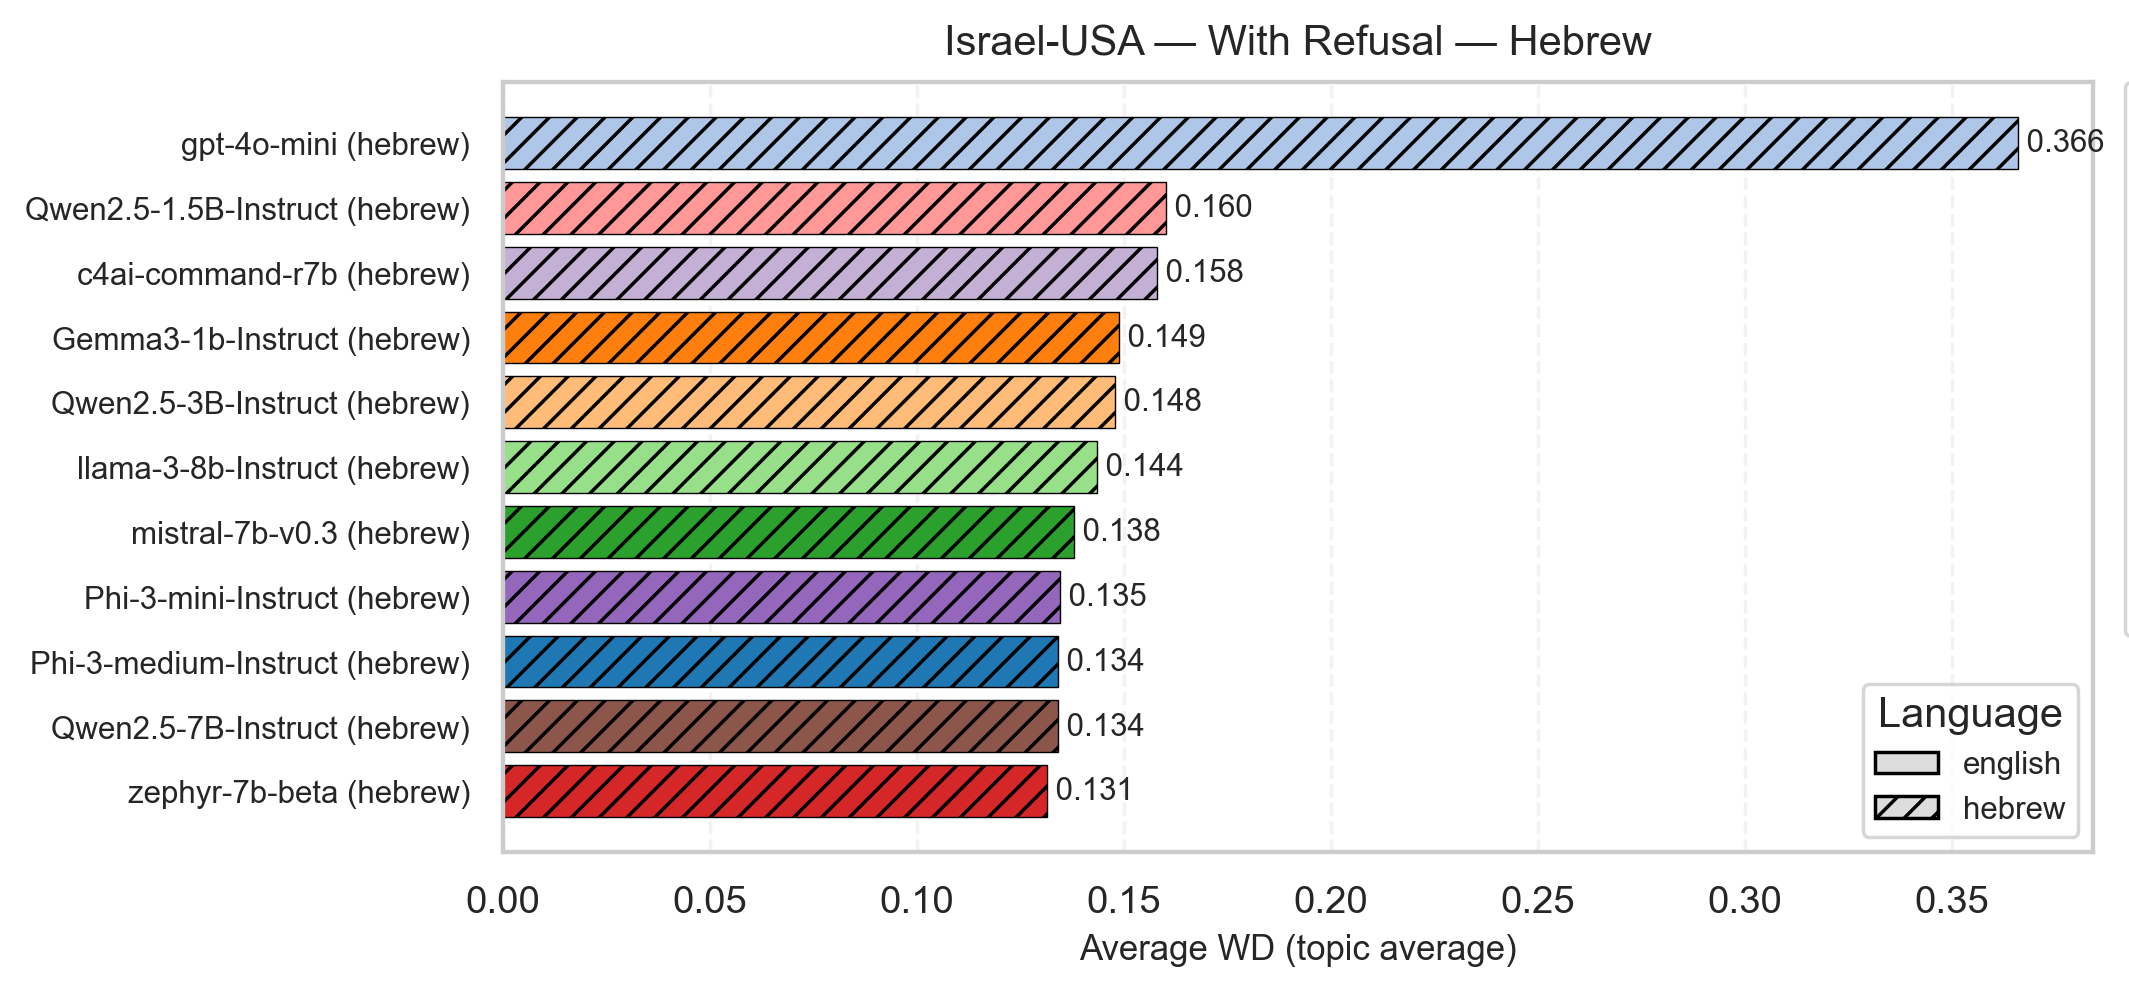 Israel-USA — With Refusal — Hebrew
gpt-4o-mini (hebrew) 0.366
Qwen2.5-1.5B-Instruct (hebrew) 0.160
c4ai-command-r7b (hebrew) 0.158
Gemma3-1b-Instruct (hebrew) 0.149
Qwen2.5-3B-Instruct (hebrew) 0.148
llama-3-8b-Instruct (hebrew) 0.144
mistral-7b-v0.3 (hebrew) 0.138
Phi-3-mini-Instruct (hebrew) 0.135
Phi-3-medium-Instruct (hebrew) 0.134
Qwen2.5-7B-Instruct (hebrew) 0.134
zephyr-7b-beta (hebrew) 0.131
Language
english
hebrew
0.00 0.05 0.10 0.15 0.20 0.25 0.30 0.35
Average WD (topic average)